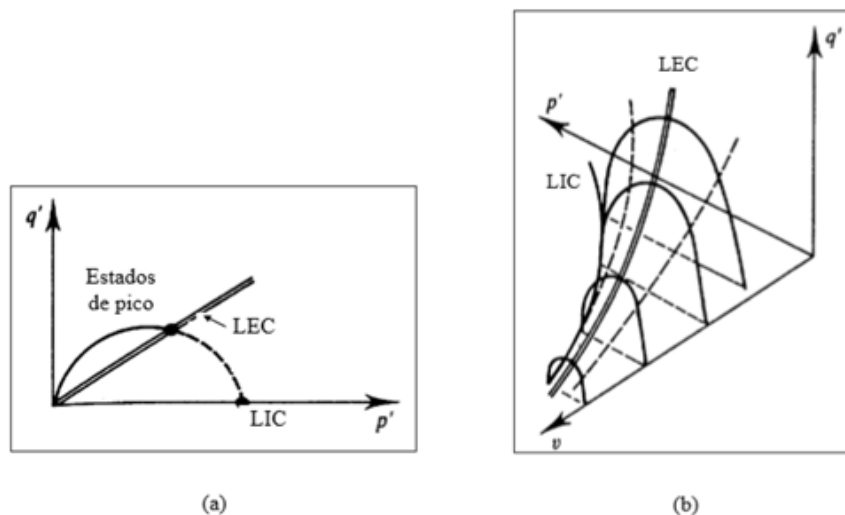 q'
Estados
de pico
LEC
LIC
p'
(a)
q'
LEC
p'
LIC
v
(b)